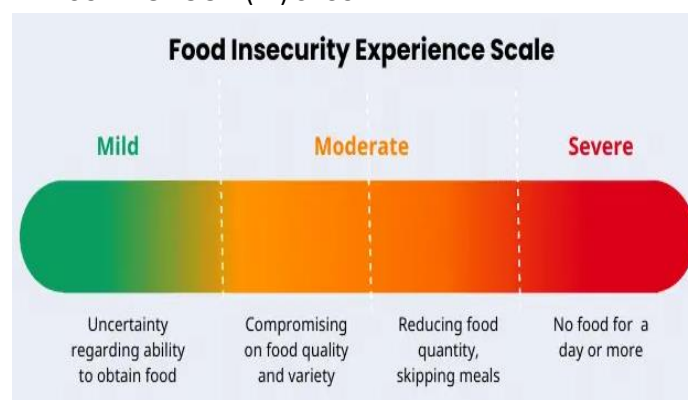 Food Insecurity Experience Scale
Mild
Moderate
Severe
Uncertainty
regarding ability
to obtain food
Compromising
on food quality
and variety
Reducing food
quantity,
skipping meals
No food for a
day or more